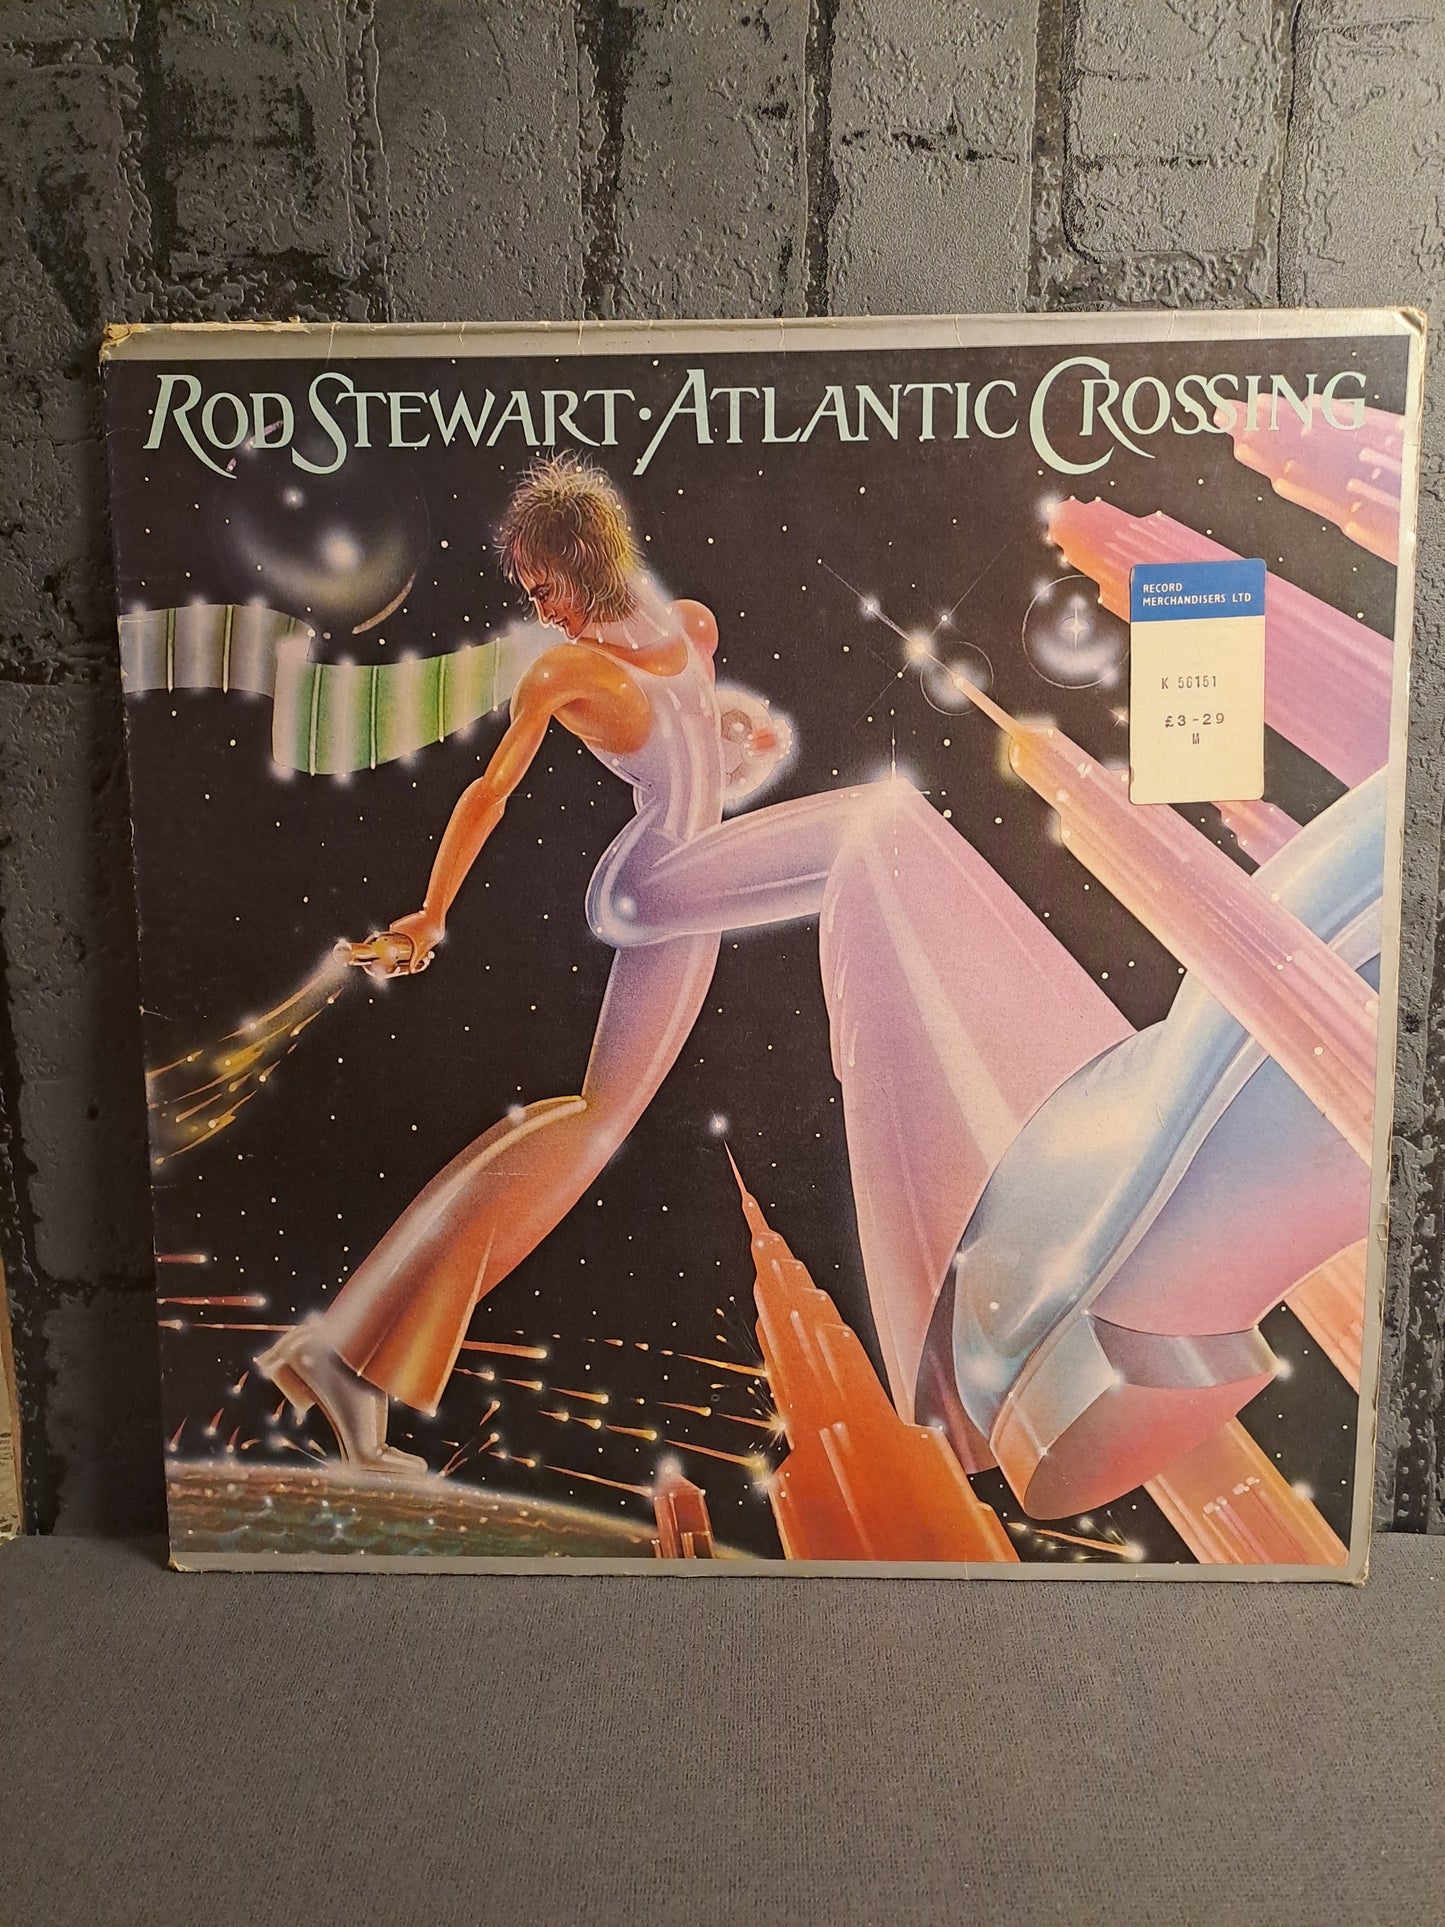 ROD STEWART · ATLANTIC CROSSING
RECORD
MERCHANDISERS LTD
K 56151
£3-29
M